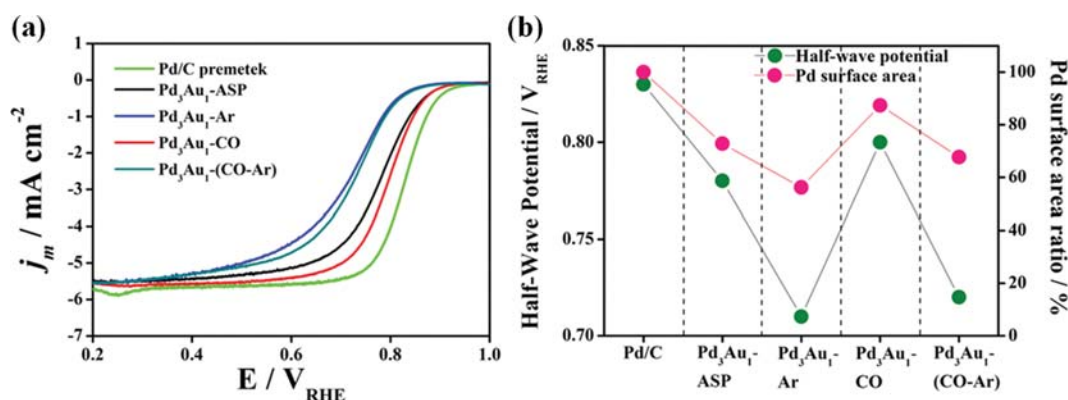 (a)
1
0
-1
-2
-3
-4
-5
-6
-7
j_m / mA cm⁻²
Pd/C premetek
Pd₃Au₁-ASP
Pd₃Au₁-Ar
Pd₃Au₁-CO
Pd₃Au₁-(CO-Ar)
0.2
0.4
0.6
0.8
1.0
E / V_RHE
(b)
0.85
0.80
0.75
0.70
Half-Wave Potential / V_RHE
Half-wave potential
Pd surface area
100
80
60
40
20
0
Pd surface area ratio / %
Pd/C
Pd₃Au₁-
ASP
Pd₃Au₁-
Ar
Pd₃Au₁-
CO
Pd₃Au₁-
(CO-Ar)